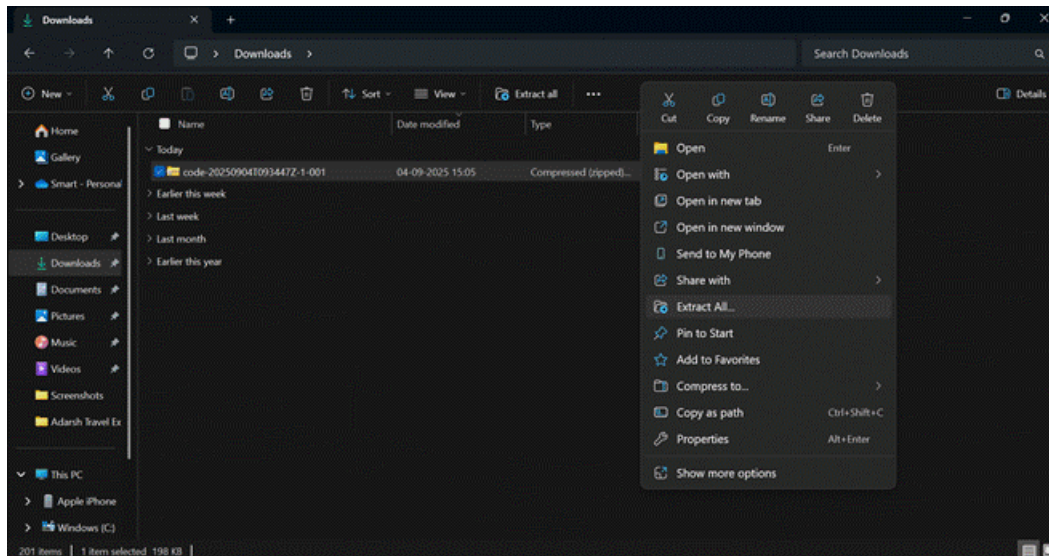 Downloads
Downloads
Search Downloads
New
Sort
View
Extract all
Details
Home
Gallery
Smart - Personal
Desktop
Downloads
Documents
Pictures
Music
Videos
Screenshots
Adarsh Travel Ex
This PC
Apple iPhone
Windows (C:)
Name Date modified Type
Today
code-20250904T093447Z-1-001 04-09-2025 15:05 Compressed (zipped)...
Earlier this week
Last week
Last month
Earlier this year
Cut Copy Rename Share Delete
Open Enter
Open with
Open in new tab
Open in new window
Send to My Phone
Share with
Extract All...
Pin to Start
Add to Favorites
Compress to...
Copy as path Ctrl+Shift+C
Properties Alt+Enter
Show more options
201 items 1 item selected 198 KB